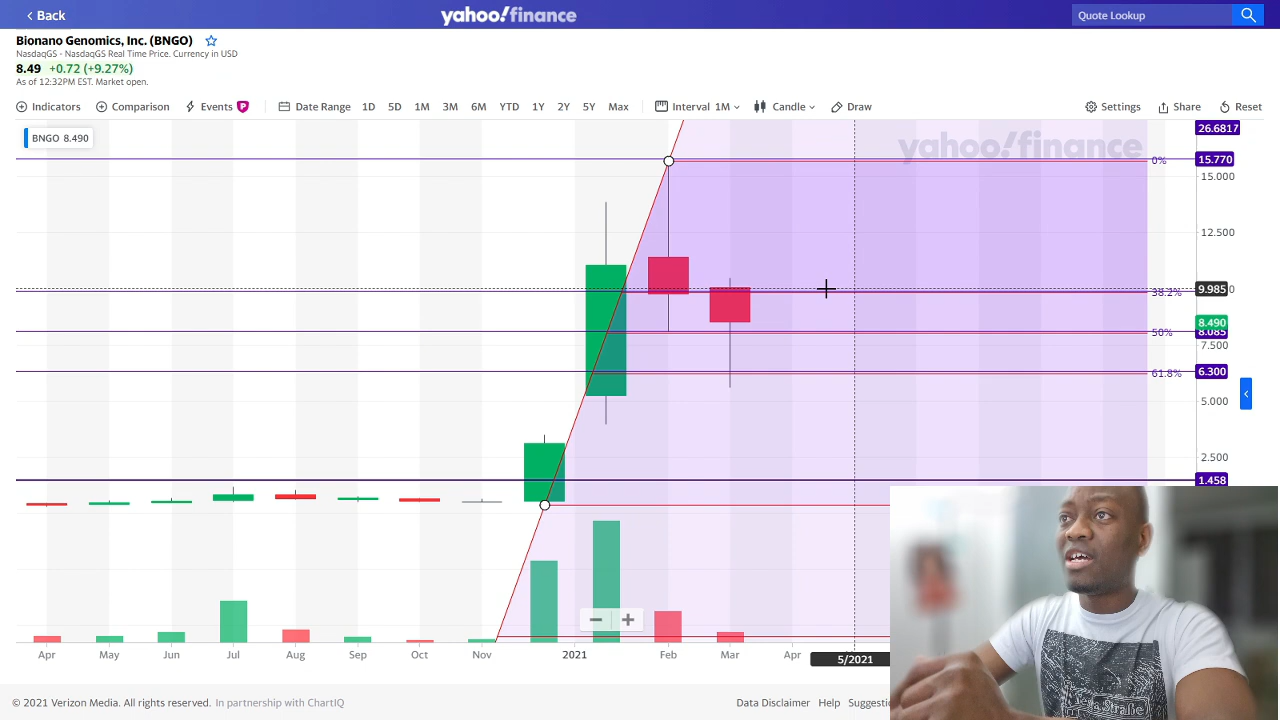 Back
yahoo!finance
Quote Lookup
Bionano Genomics, Inc. (BNGO)
NasdaqGS - NasdaqGS Real Time Price. Currency in USD
8.49 +0.72 (+9.27%)
As of 12:32PM EST. Market open.
Indicators Comparison Events P Date Range 1D 5D 1M 3M 6M YTD 1Y 2Y 5Y Max Interval 1M Candle Draw Settings Share Reset
BNGO 8.490
yahoo!finance
26.6817
0% 15.770
15.000
12.500
9.985
38.2%
8.490
50% 8.085
7.500
61.8% 6.300
5.000
2.500
1.458
Apr May Jun Jul Aug Sep Oct Nov 2021 Feb Mar Apr 5/2021
© 2021 Verizon Media. All rights reserved. In partnership with ChartIQ
Data Disclaimer Help